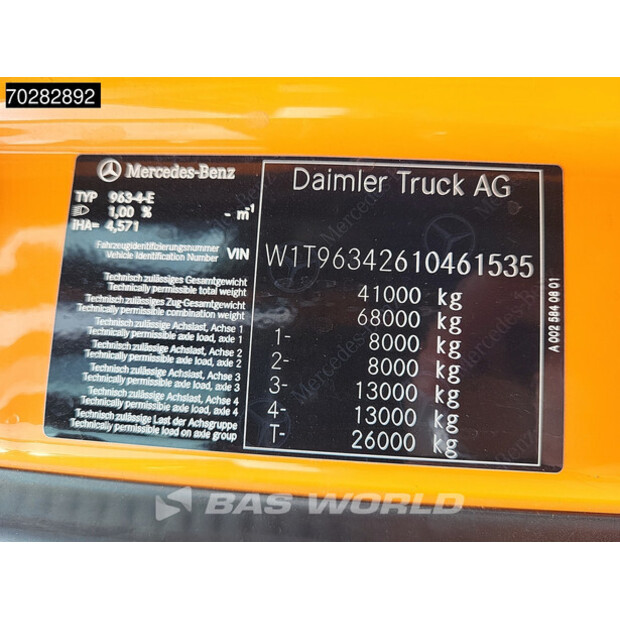 70282892
Mercedes-Benz
TYP 963-4-E
1,00 % - m⁻¹
IHA= 4,571
Fahrzeugidentifizierungsnummer
Vehicle Identification Number VIN
Technisch zulässiges Gesamtgewicht
Technically permissible total weight
Technisch zulässiges Zug-Gesamtgewicht
Technically permissible combination weight
Technisch zulässige Achslast, Achse 1
Technically permissible axle load, axle 1
Technisch zulässige Achslast, Achse 2
Technically permissible axle load, axle 2
Technisch zulässige Achslast, Achse 3
Technically permissible axle load, axle 3
Technisch zulässige Achslast, Achse 4
Technically permissible axle load, axle 4
Technisch zulässige Last der Achsgruppe
Technically permissible load on axle group
Daimler Truck AG
W1T96342610461535
- 41000 kg
- 68000 kg
1- 8000 kg
2- 8000 kg
3- 13000 kg
4- 13000 kg
T- 26000 kg
A 002 584 08 01
BAS WORLD